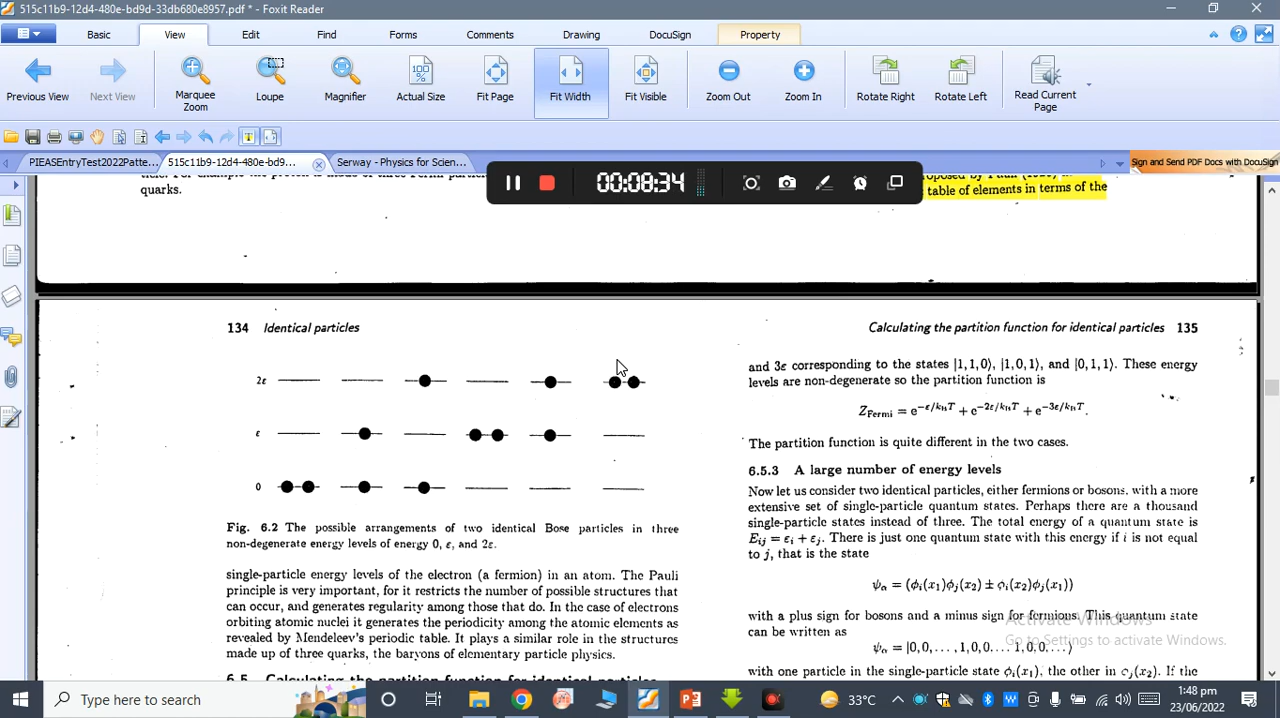 515c11b9-12d4-480e-bd9d-33db680e8957.pdf * - Foxit Reader
Basic View Edit Find Forms Comments Drawing DocuSign Property
Previous View Next View Marquee Zoom Loupe Magnifier Actual Size Fit Page Fit Width Fit Visible Zoom Out Zoom In Rotate Right Rotate Left Read Current Page
PIEASEntryTest2022Patte... 515c11b9-12d4-480e-bd9... Serway - Physics for Scien... Sign and Send PDF Docs with DocuSign
00:08:34
quarks.
table of elements in terms of the
134 Identical particles
2ε
ε
0
Fig. 6.2 The possible arrangements of two identical Bose particles in three
non-degenerate energy levels of energy 0, ε, and 2ε.
single-particle energy levels of the electron (a fermion) in an atom. The Pauli
principle is very important, for it restricts the number of possible structures that
can occur, and generates regularity among those that do. In the case of electrons
orbiting atomic nuclei it generates the periodicity among the atomic elements as
revealed by Mendeleev's periodic table. It plays a similar role in the structures
made up of three quarks, the baryons of elementary particle physics.
6.5 Calculating the partition function for identical particles
Calculating the partition function for identical particles 135
and 3ε corresponding to the states |1,1,0⟩, |1,0,1⟩, and |0,1,1⟩. These energy
levels are non-degenerate so the partition function is
Z_Fermi = e^{-ε/k_BT} + e^{-2ε/k_BT} + e^{-3ε/k_BT}.
The partition function is quite different in the two cases.
6.5.3 A large number of energy levels
Now let us consider two identical particles, either fermions or bosons, with a more
extensive set of single-particle quantum states. Perhaps there are a thousand
single-particle states instead of three. The total energy of a quantum state is
E_ij = ε_i + ε_j. There is just one quantum state with this energy if i is not equal
to j, that is the state
ψ_α = (φ_i(x_1)φ_j(x_2) ± φ_i(x_2)φ_j(x_1))
with a plus sign for bosons and a minus sign for fermions. This quantum state
can be written as
ψ_α = |0,0,...,1,0,0,...,1,0,0,...⟩
with one particle in the single-particle state φ_i(x_1), the other in φ_j(x_2). If the
Activate Windows
Go to Settings to activate Windows.
Type here to search
33°C
1:48 pm
23/06/2022